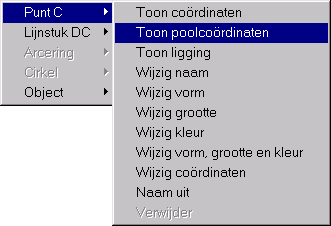 Punt C
Lijnstuk DC
Arcering
Cirkel
Object
Toon coördinaten
Toon poolcoördinaten
Toon ligging
Wijzig naam
Wijzig vorm
Wijzig grootte
Wijzig kleur
Wijzig vorm, grootte en kleur
Wijzig coördinaten
Naam uit
Verwijder